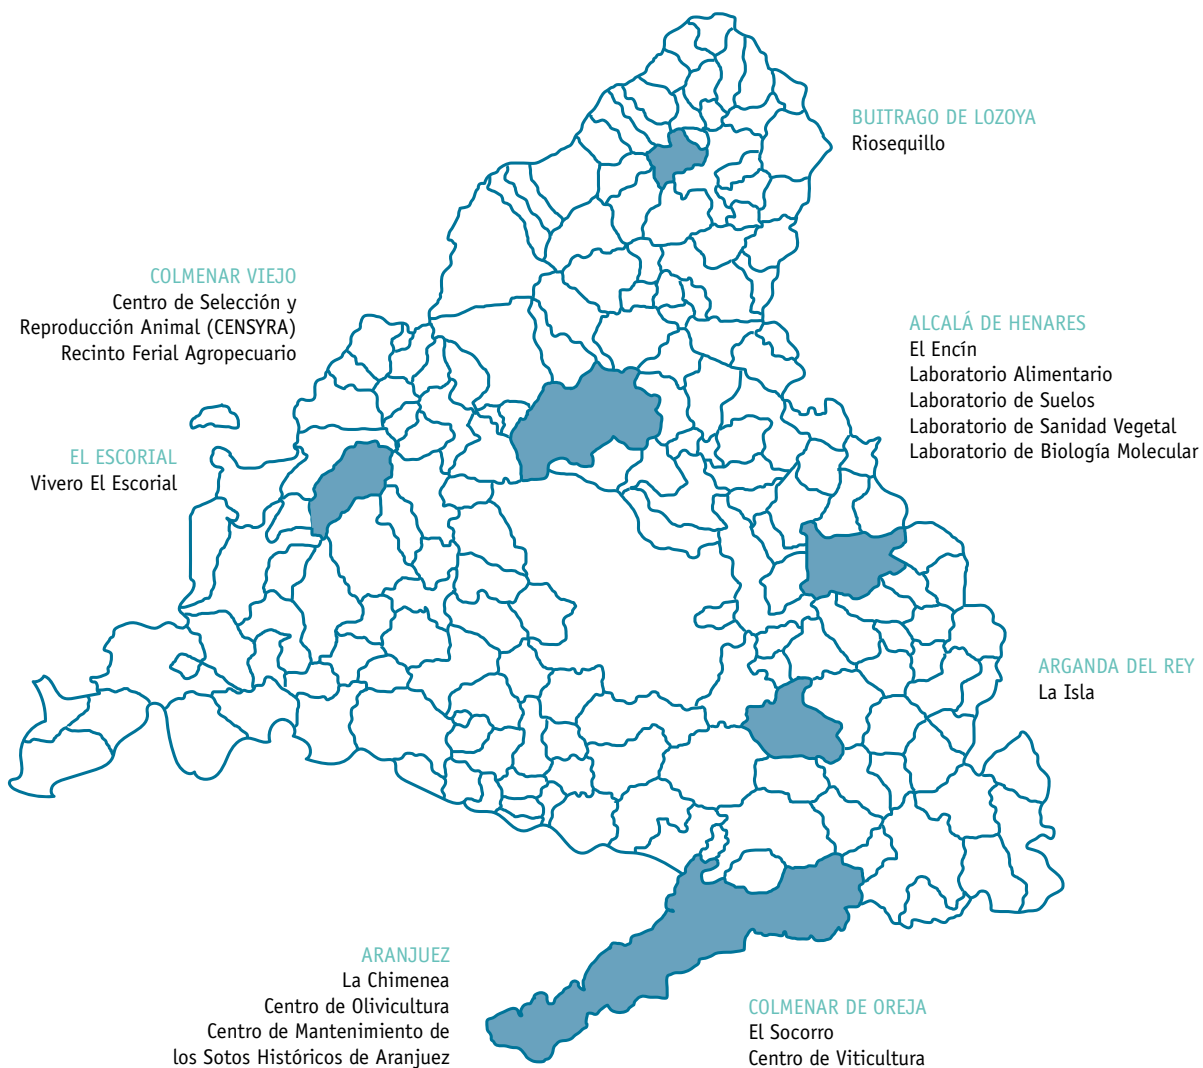 BUITRAGO DE LOZOYA
Riosequillo
COLMENAR VIEJO
Centro de Selección y
Reproducción Animal (CENSYRA)
Recinto Ferial Agropecuario
ALCALÁ DE HENARES
El Encín
Laboratorio Alimentario
Laboratorio de Suelos
Laboratorio de Sanidad Vegetal
Laboratorio de Biología Molecular
EL ESCORIAL
Vivero El Escorial
ARGANDA DEL REY
La Isla
ARANJUEZ
La Chimenea
Centro de Olivicultura
Centro de Mantenimiento de
los Sotos Históricos de Aranjuez
COLMENAR DE OREJA
El Socorro
Centro de Viticultura